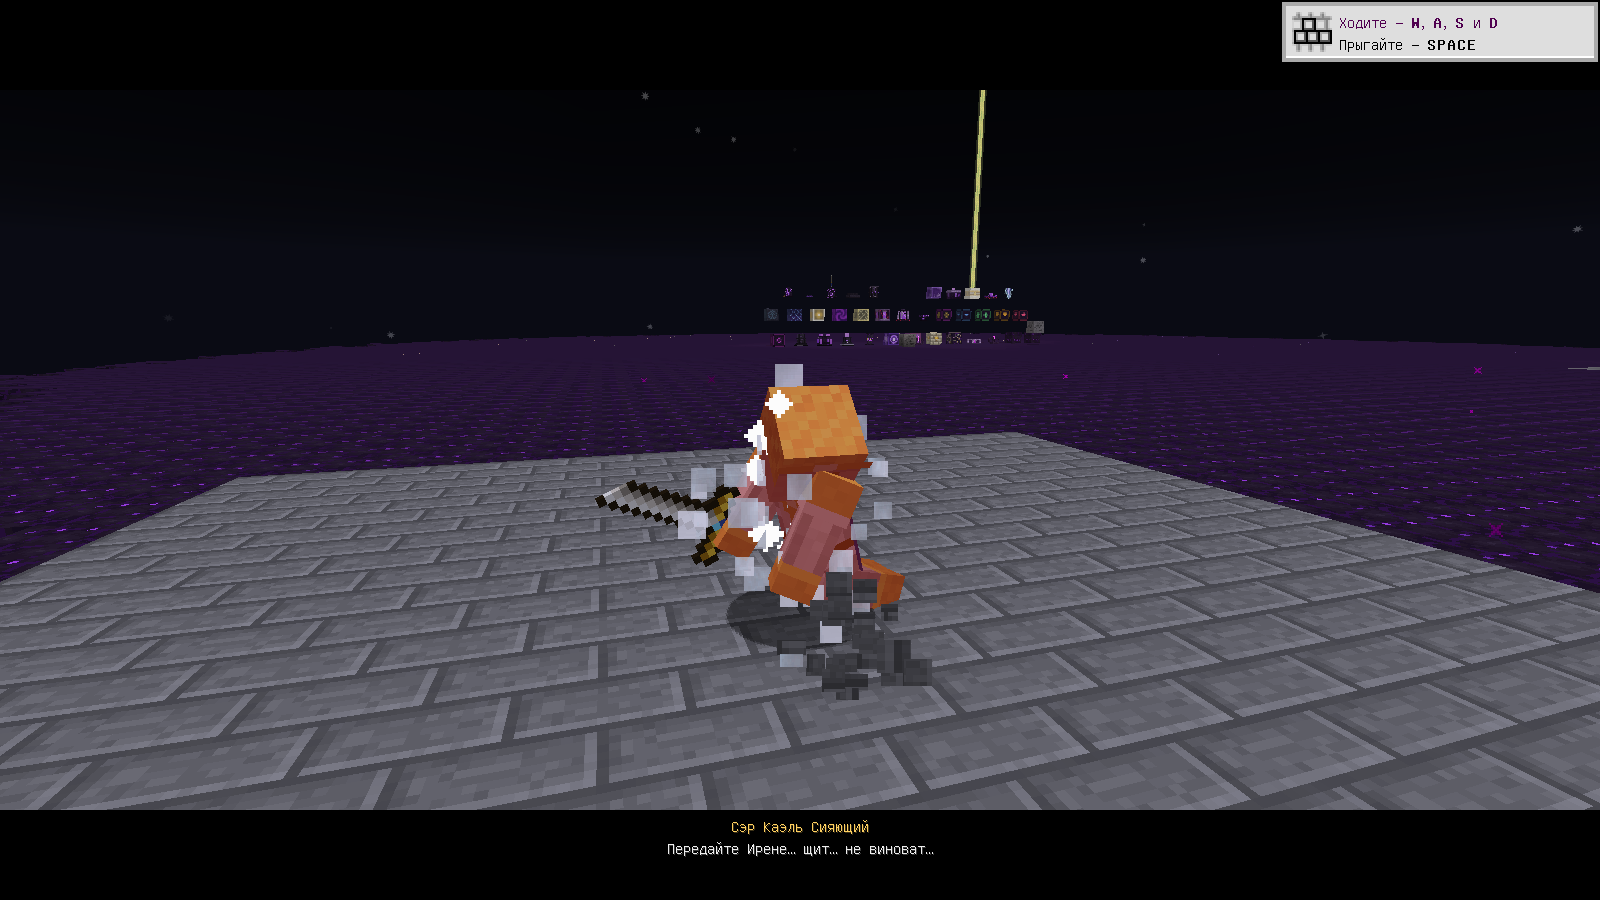 Ходите – W, A, S и D
Прыгайте – SPACE
Сэр Каэль Сияющий
Передайте Ирене… щит… не виноват…